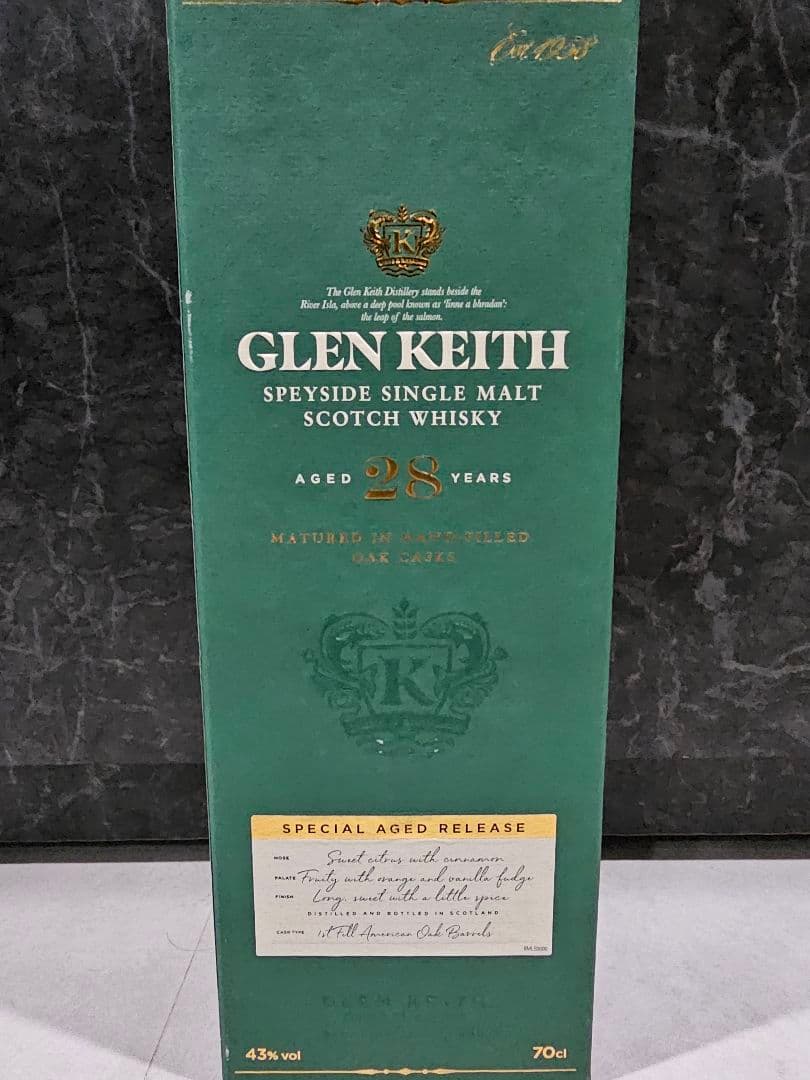 Est. 1958
K
The Glen Keith Distillery stands beside the
River Isla, above a deep pool known as 'linne a bhradan':
the leap of the salmon.
GLEN KEITH
SPEYSIDE SINGLE MALT
SCOTCH WHISKY
AGED 28 YEARS
MATURED IN HAND-FILLED
OAK CASKS
K
SPECIAL AGED RELEASE
NOSE Sweet citrus with cinnamon
PALATE Fruity with orange and vanilla fudge
FINISH Long, sweet with a little spice
DISTILLED AND BOTTLED IN SCOTLAND
CASK TYPE 1st Fill American Oak Barrels
GLEN KEITH
43% vol
70cl